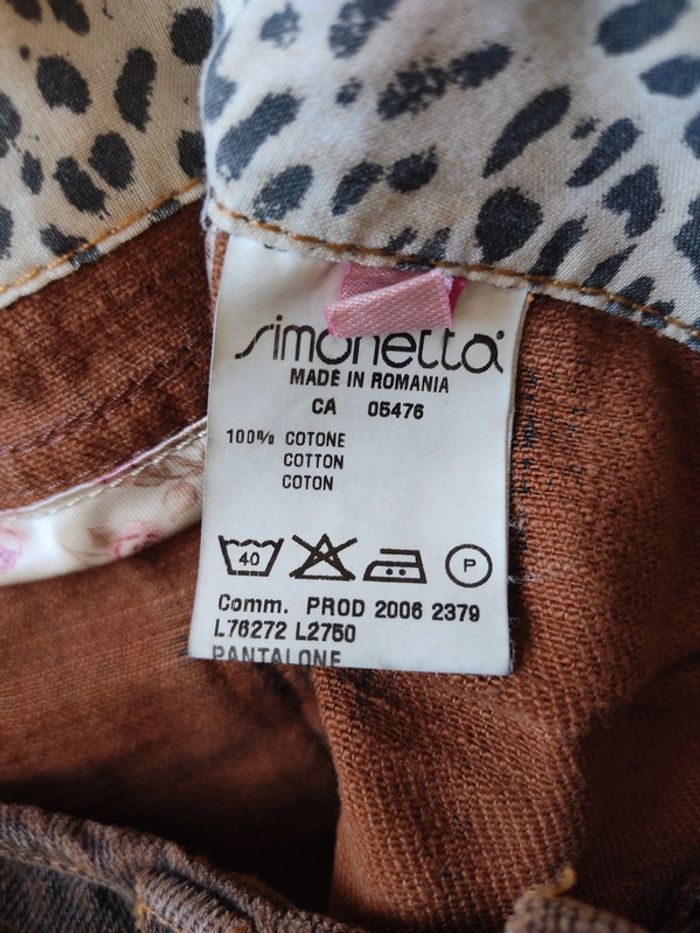 simonetta
MADE IN ROMANIA
CA 05476
100% COTONE
COTTON
COTON
40
P
Comm. PROD 2006 2379
L76272 L2750
PANTALONE